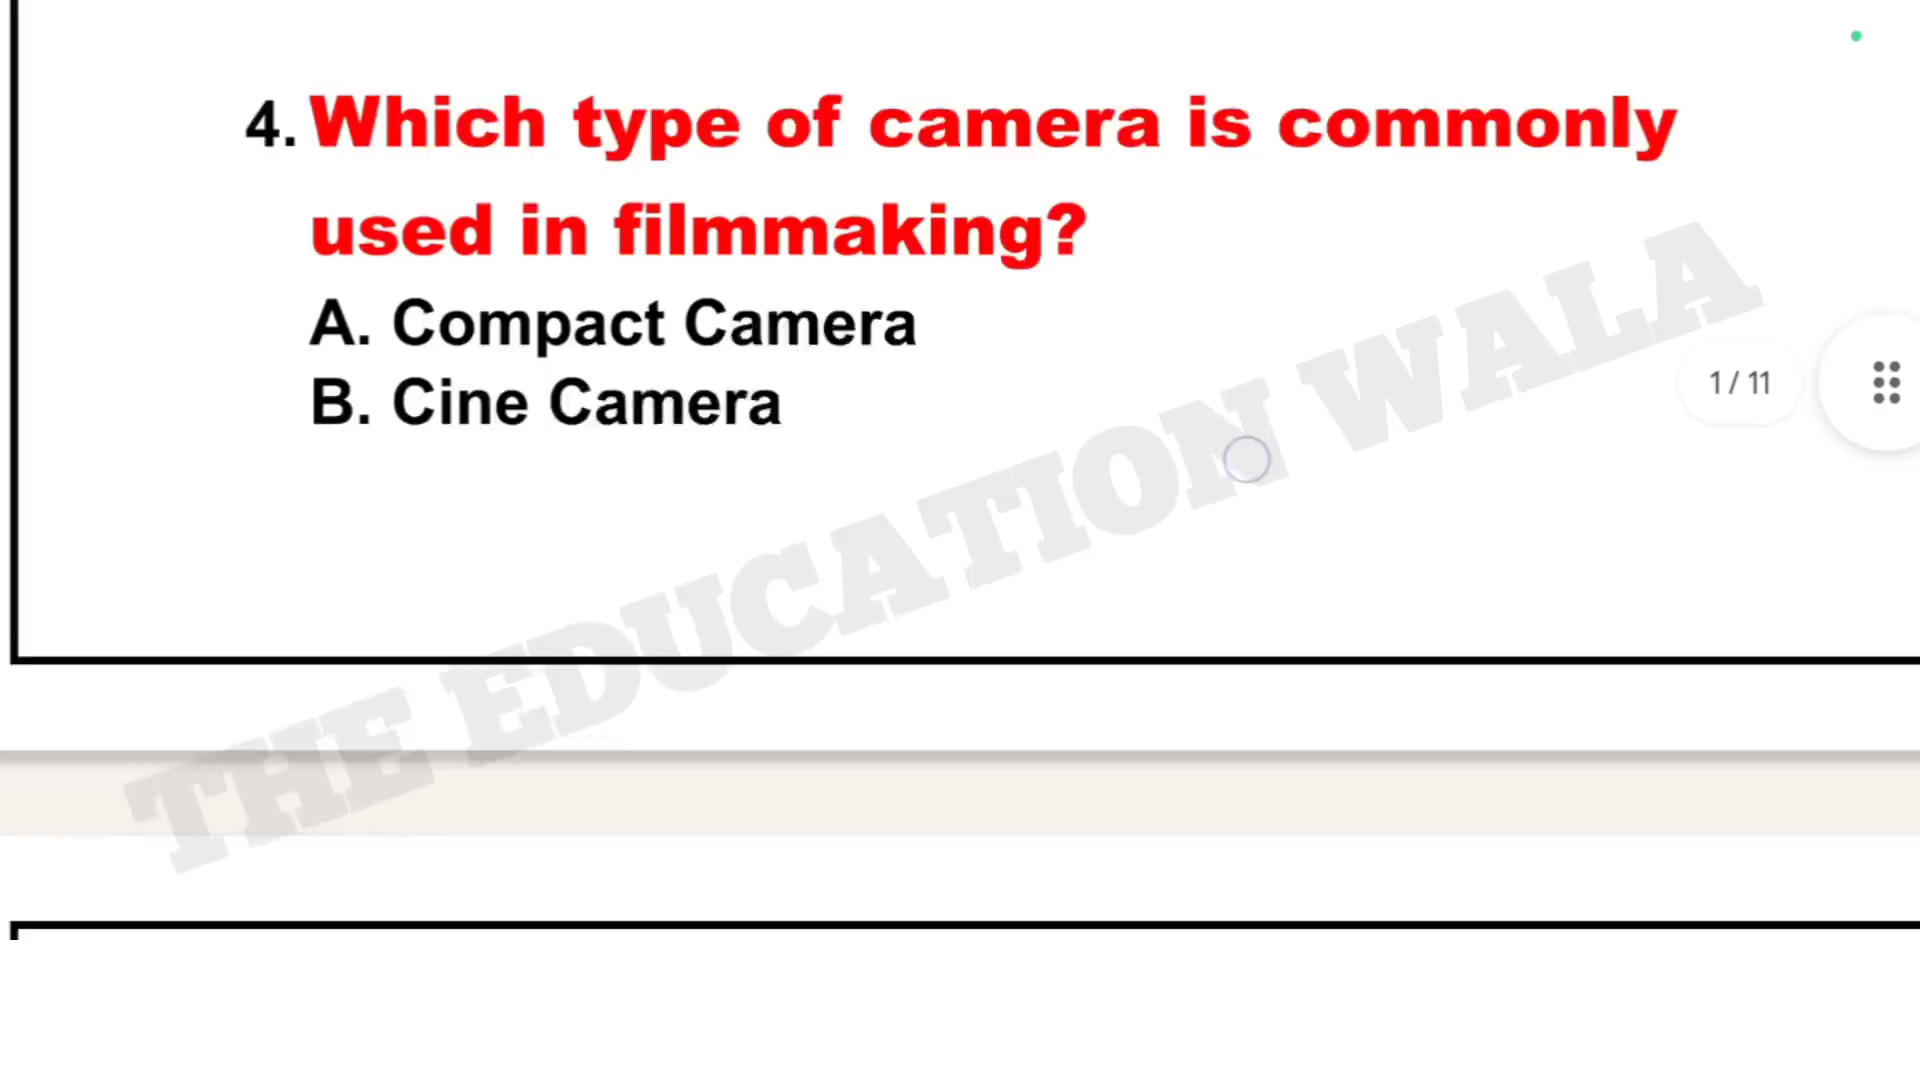 4. Which type of camera is commonly
used in filmmaking?
A. Compact Camera
B. Cine Camera
1 / 11
THE EDUCATION WALA